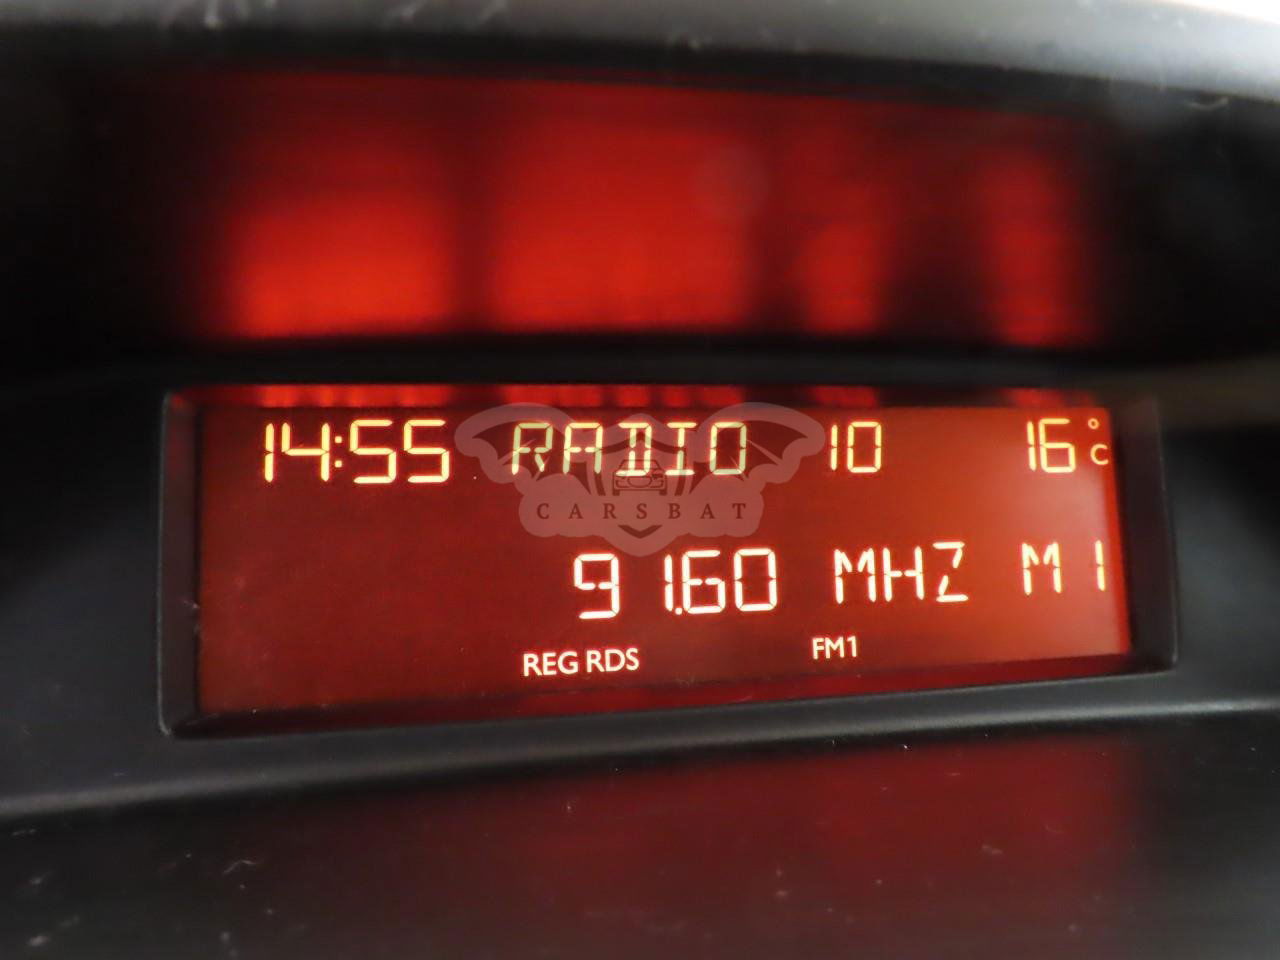 14:55 RADIO 10 16°C
CARSBAT
91.60 MHZ M1
REG RDS FM1